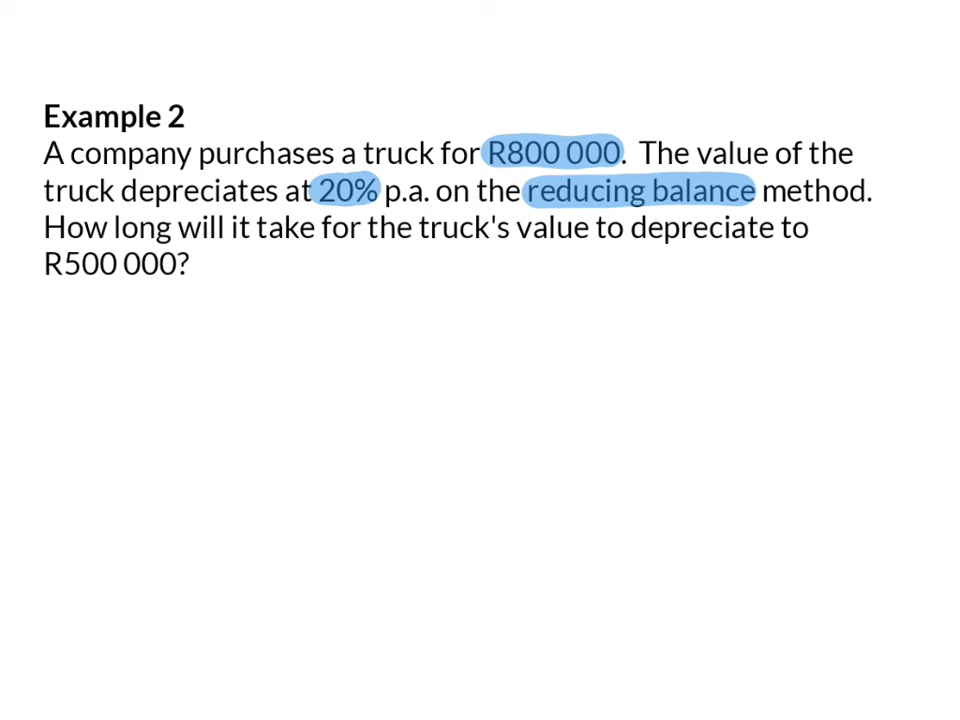 Example 2
A company purchases a truck for R800 000. The value of the
truck depreciates at 20% p.a. on the reducing balance method.
How long will it take for the truck's value to depreciate to
R500 000?